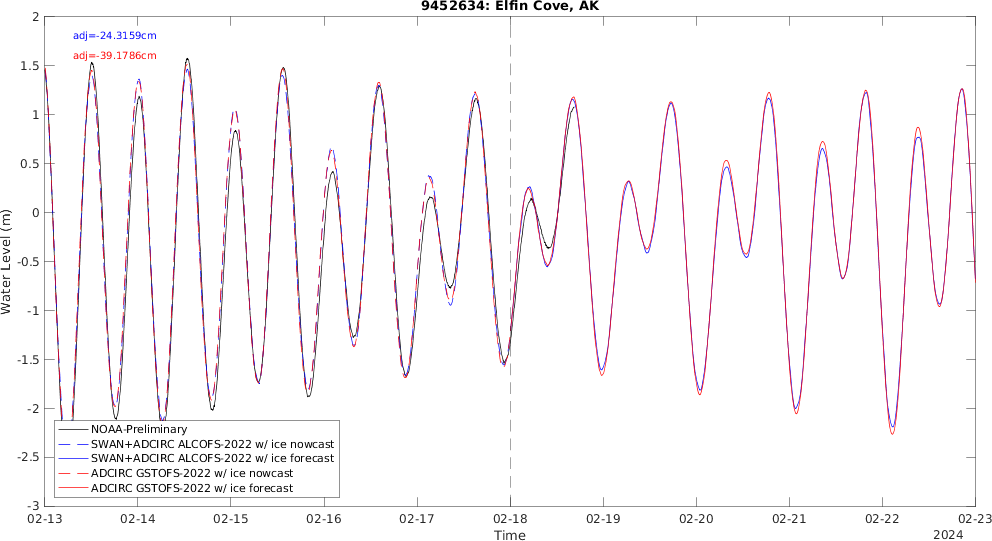 9452634: Elfin Cove, AK
adj=-24.3159cm
adj=-39.1786cm
2
1.5
1
0.5
0
-0.5
-1
-1.5
-2
-2.5
-3
Water Level (m)
NOAA-Preliminary
SWAN+ADCIRC ALCOFS-2022 w/ ice nowcast
SWAN+ADCIRC ALCOFS-2022 w/ ice forecast
ADCIRC GSTOFS-2022 w/ ice nowcast
ADCIRC GSTOFS-2022 w/ ice forecast
02-13 02-14 02-15 02-16 02-17 02-18 02-19 02-20 02-21 02-22 02-23
Time
2024